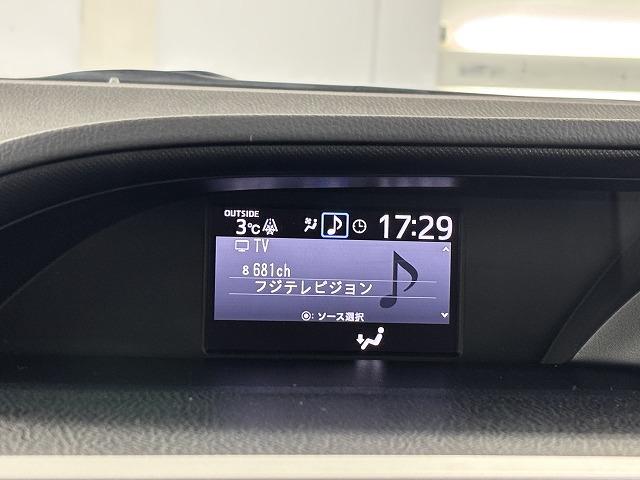 OUTSIDE
3℃
17:29
TV
8 681ch
フジテレビジョン
◉: ソース選択